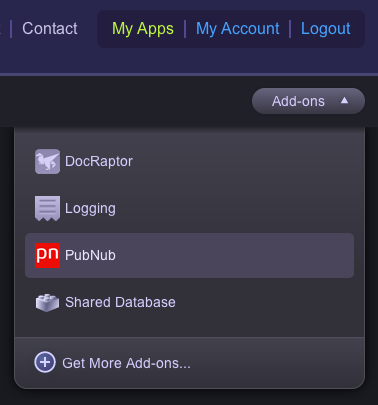 Contact My Apps My Account Logout
Add-ons
DocRaptor
Logging
pn PubNub
Shared Database
Get More Add-ons...